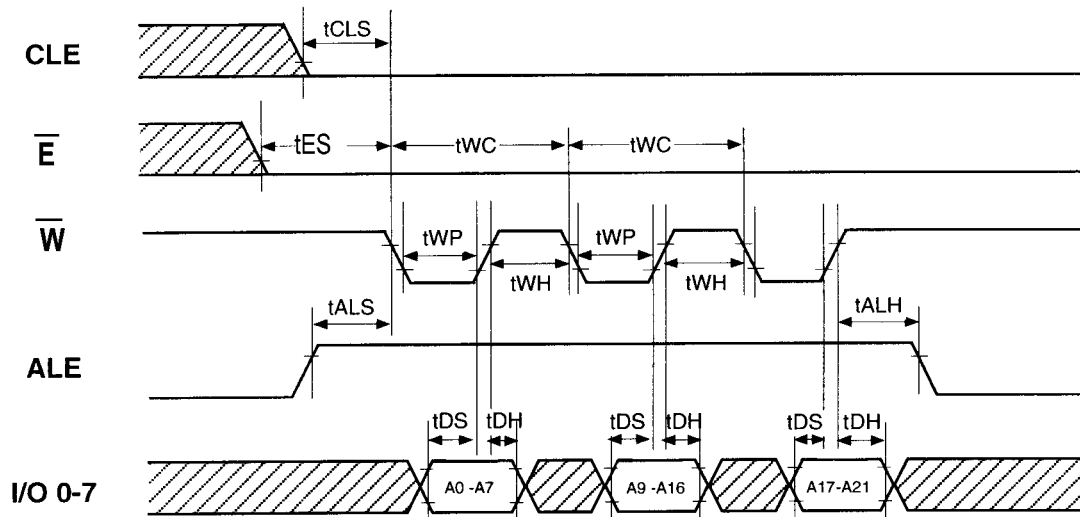 CLE
tCLS
E
tES
tWC
tWC
W
tWP
tWP
tWH
tWH
tALS
tALH
ALE
tDS
tDH
tDS
tDH
tDS
tDH
I/O 0-7
A0 -A7
A9 -A16
A17-A21